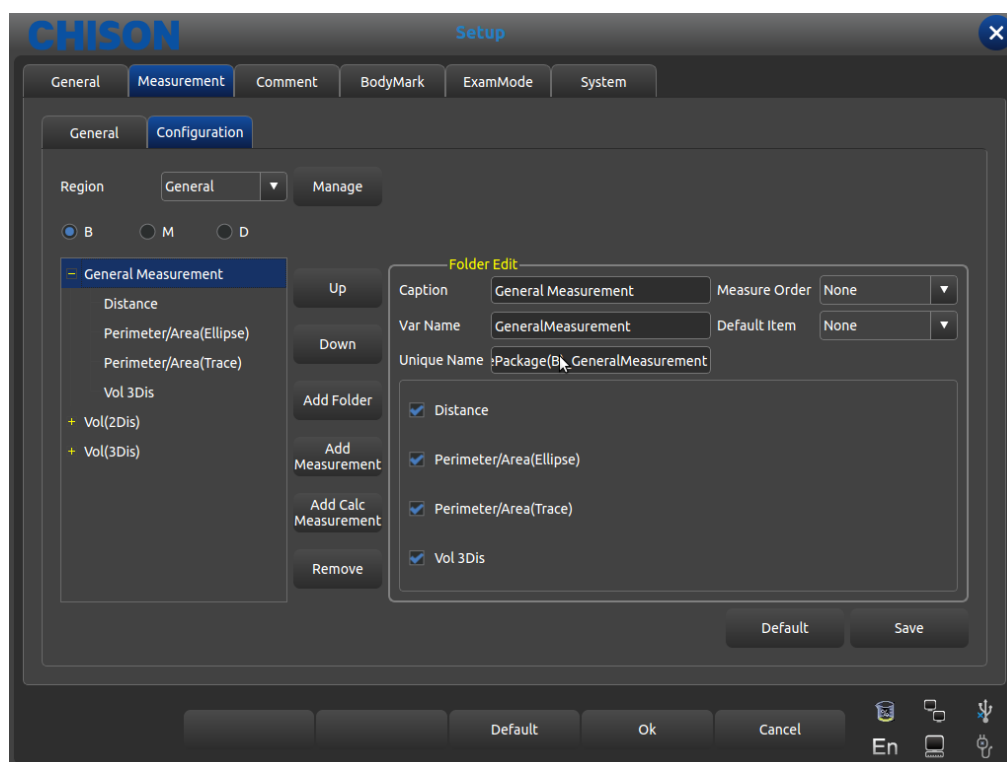 CHISON
Setup
General Measurement Comment BodyMark ExamMode System
General Configuration
Region General Manage
B M D
General Measurement
Distance
Perimeter/Area(Ellipse)
Perimeter/Area(Trace)
Vol 3Dis
+ Vol(2Dis)
+ Vol(3Dis)
Up
Down
Add Folder
Add
Measurement
Add Calc
Measurement
Remove
Folder Edit
Caption General Measurement Measure Order None
Var Name GeneralMeasurement Default Item None
Unique Name :Package(B)_GeneralMeasurement
Distance
Perimeter/Area(Ellipse)
Perimeter/Area(Trace)
Vol 3Dis
Default Save
Default Ok Cancel
En